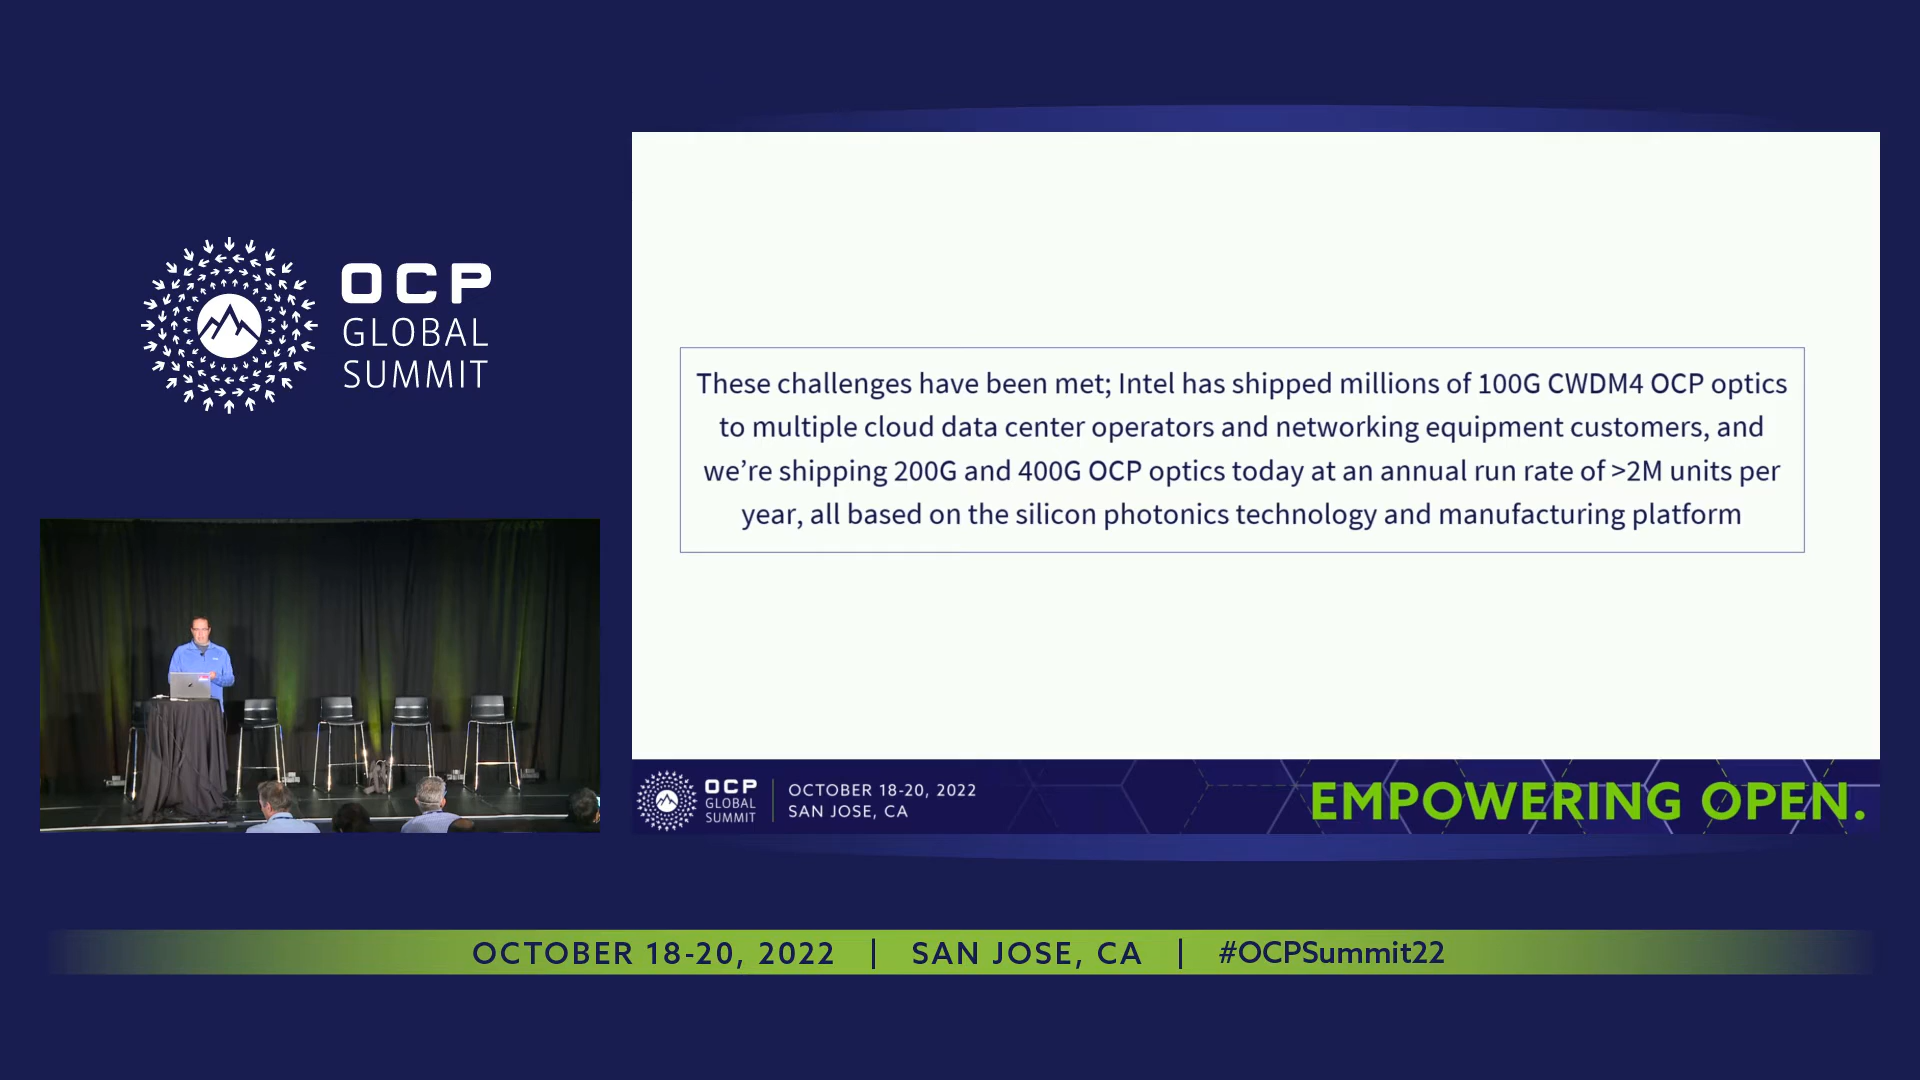 OCP
GLOBAL
SUMMIT
These challenges have been met; Intel has shipped millions of 100G CWDM4 OCP optics
to multiple cloud data center operators and networking equipment customers, and
we’re shipping 200G and 400G OCP optics today at an annual run rate of >2M units per
year, all based on the silicon photonics technology and manufacturing platform
OCP
GLOBAL
SUMMIT
OCTOBER 18-20, 2022
SAN JOSE, CA
EMPOWERING OPEN.
OCTOBER 18-20, 2022 | SAN JOSE, CA | #OCPSummit22